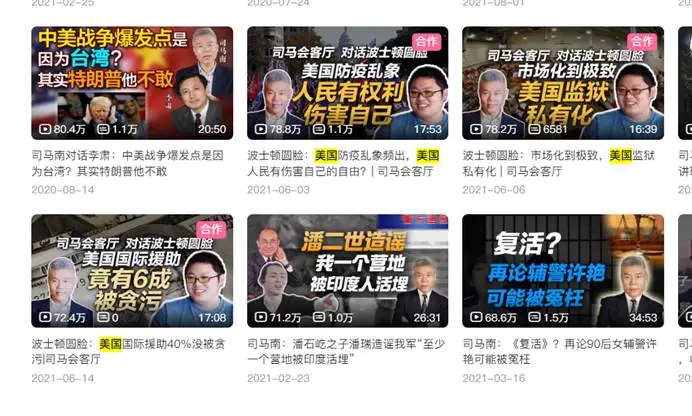 2021-02-25
2020-07-24
2021-08-01
中美战争爆发点是
因为台湾?
其实特朗普他不敢
司马南
李肃
80.4万
1.1万
20:50
司马南对话李肃：中美战争爆发点是因
为台湾？其实特朗普他不敢
2020-08-14
合作
司马会客厅 对话波士顿圆脸
美国防疫乱象
人民有权利
伤害自己
78.8万
1.1万
17:53
波士顿圆脸：美国防疫乱象频出，美国
人民有伤害自己的自由？| 司马会客厅
2021-06-03
合作
司马会客厅 对话波士顿圆脸
市场化到极致
美国监狱
私有化
78.2万
6581
16:39
波士顿圆脸：市场化到极致，美国监狱
私有化 | 司马会客厅
2021-06-06
合作
司马会客厅 对话波士顿圆脸
美国国际援助
竟有6成
被贪污
72.4万
0
17:08
波士顿圆脸：美国国际援助40%没被贪
污|司马会客厅
2021-06-14
潘二世造谣
我一个营地
被印度人活埋
71.2万
1.0万
26:31
司马南：潘石屹之子潘瑞造谣我军“至少
一个营地被印度活埋”
2021-02-23
复活?
再论辅警许艳
可能被冤枉
68.6万
1.5万
34:53
司马南：《复活》？再论90后女辅警许
艳可能被冤枉
2021-03-16